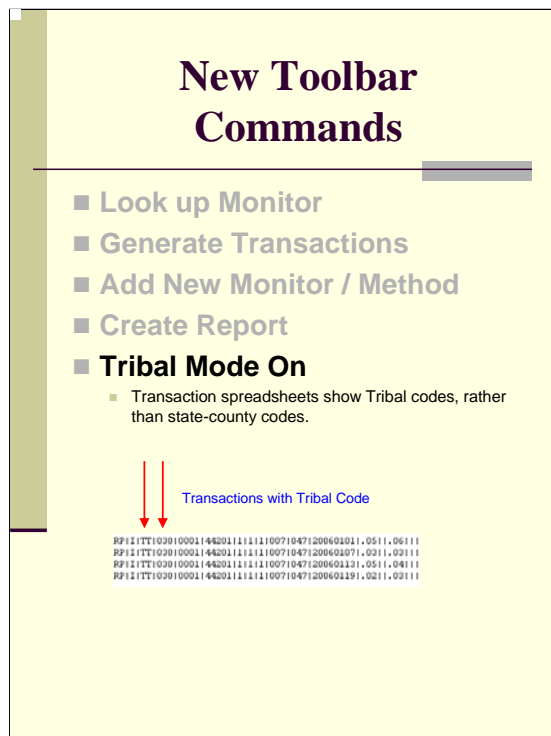 New Toolbar
Commands
Look up Monitor
Generate Transactions
Add New Monitor / Method
Create Report
Tribal Mode On
Transaction spreadsheets show Tribal codes, rather
than state-county codes.
Transactions with Tribal Code
RP|I|TT|030|0001|44201|1|1|1|007|047|20060101|.05||.06|||
RP|I|TT|030|0001|44201|1|1|1|007|047|20060107|.03||.03|||
RP|I|TT|030|0001|44201|1|1|1|007|047|20060113|.05||.04|||
RP|I|TT|030|0001|44201|1|1|1|007|047|20060119|.02||.03|||